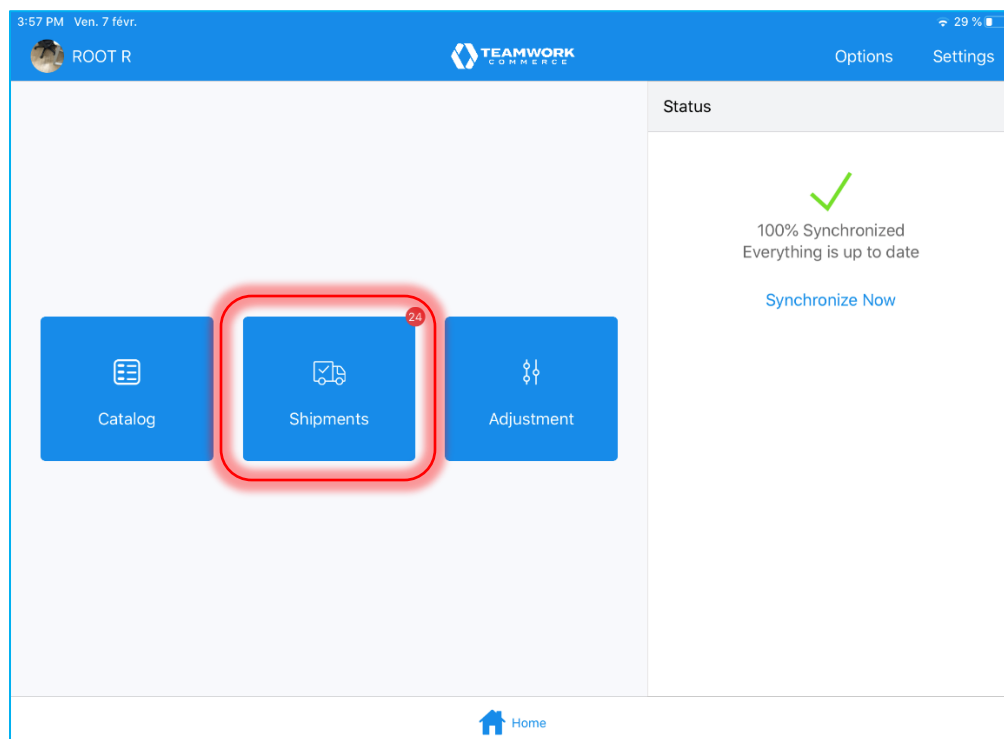 3:57 PM Ven. 7 févr.
29 %
ROOT R
TEAMWORK
COMMERCE
Options
Settings
Status
100% Synchronized
Everything is up to date
Synchronize Now
24
Catalog
Shipments
Adjustment
Home